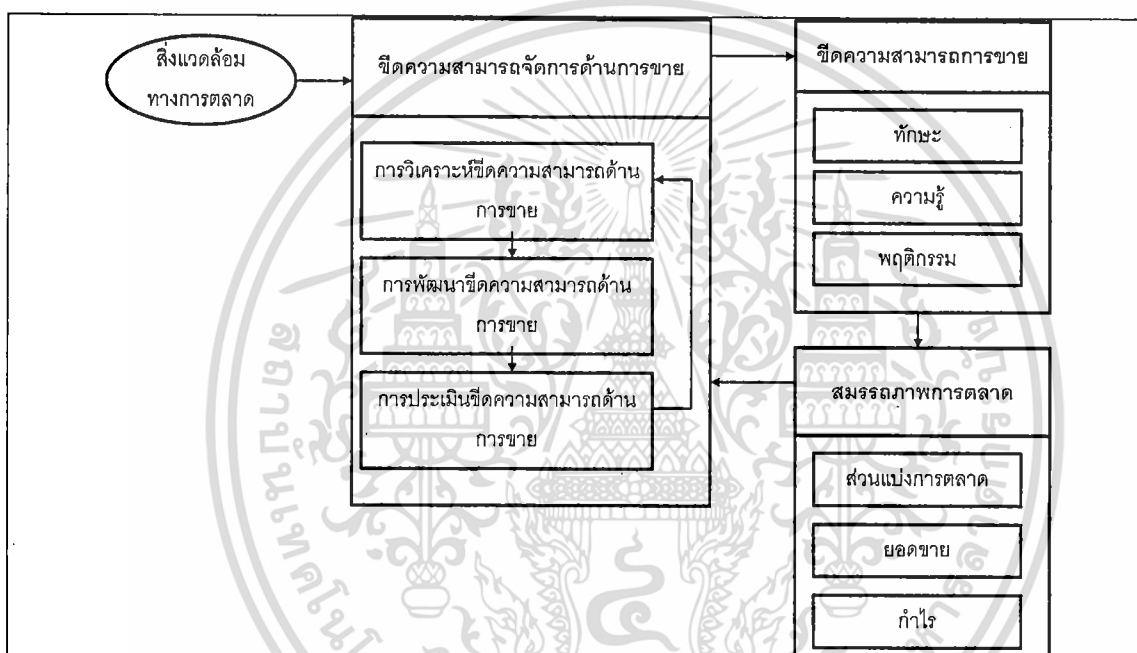 สิ่งแวดล้อม
ทางการตลาด
ขีดความสามารถจัดการด้านการขาย
การวิเคราะห์ขีดความสามารถด้าน
การขาย
การพัฒนาขีดความสามารถด้าน
การขาย
การประเมินขีดความสามารถด้าน
การขาย
ขีดความสามารถการขาย
ทักษะ
ความรู้
พฤติกรรม
สมรรถภาพการตลาด
ส่วนแบ่งการตลาด
ยอดขาย
กำไร